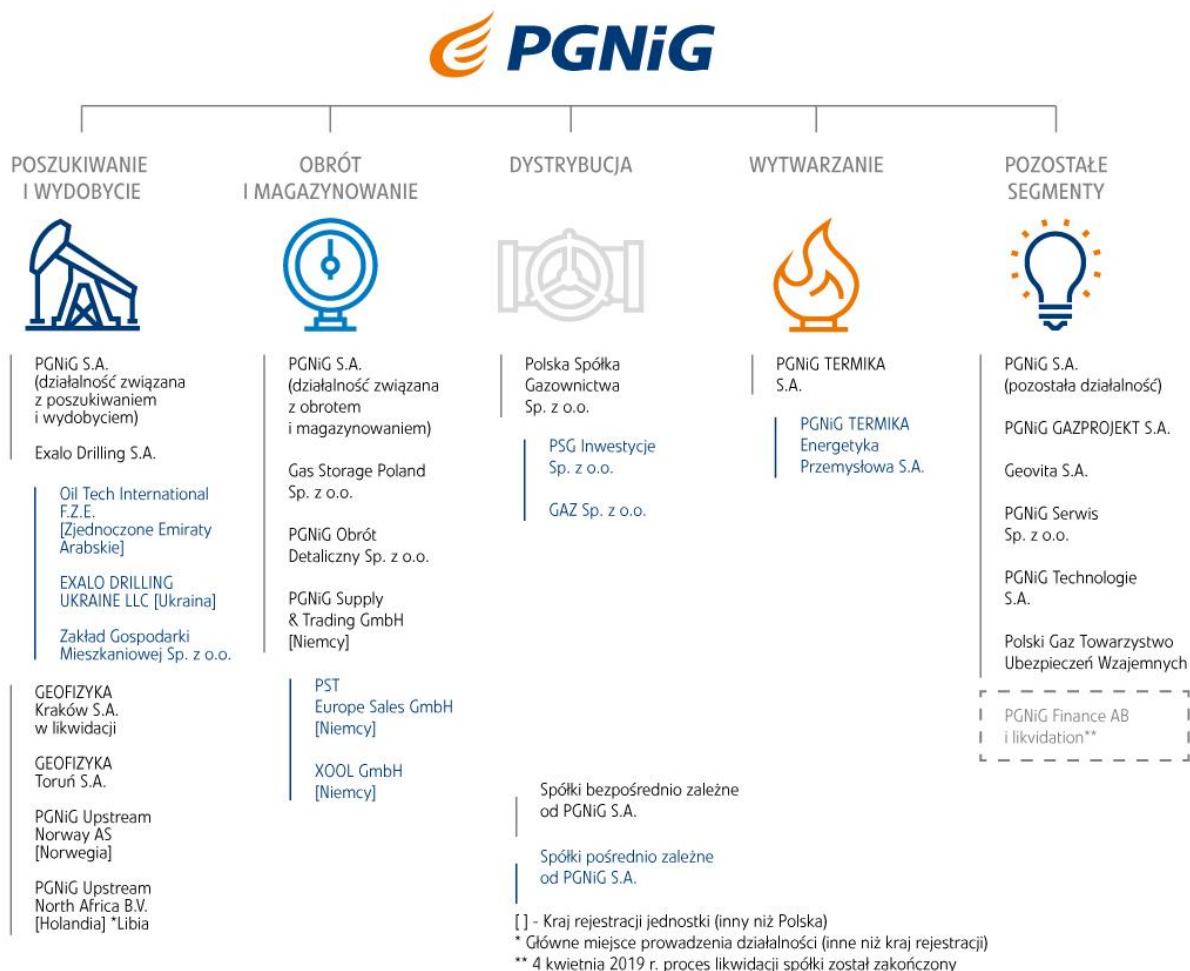 PGNiG
POSZUKIWANIE
I WYDOBYCIE
PGNiG S.A.
(działalność związana
z poszukiwaniem
i wydobyciem)
Exalo Drilling S.A.
Oil Tech International
F.Z.E.
[Zjednoczone Emiraty
Arabskie]
EXALO DRILLING
UKRAINE LLC [Ukraina]
Zakład Gospodarki
Mieszkaniowej Sp. z o.o.
GEOFIZYKA
Kraków S.A.
w likwidacji
GEOFIZYKA
Toruń S.A.
PGNiG Upstream
Norway AS
[Norwegia]
PGNiG Upstream
North Africa B.V.
[Holandia] *Libia
OBRÓT
I MAGAZYNOWANIE
PGNiG S.A.
(działalność związana
z obrotem
i magazynowaniem)
Gas Storage Poland
Sp. z o.o.
PGNiG Obrót
Detaliczny Sp. z o.o.
PGNiG Supply
& Trading GmbH
[Niemcy]
PST
Europe Sales GmbH
[Niemcy]
XOOL GmbH
[Niemcy]
DYSTRYBUCJA
Polska Spółka
Gazownictwa
Sp. z o.o.
PSG Inwestycje
Sp. z o.o.
GAZ Sp. z o.o.
WYTWARZANIE
PGNiG TERMIKA
S.A.
PGNiG TERMIKA
Energetyka
Przemysłowa S.A.
POZOSTAŁE
SEGMENTY
PGNiG S.A.
(pozostała działalność)
PGNiG GAZPROJEKT S.A.
Geovita S.A.
PGNiG Serwis
Sp. z o.o.
PGNiG Technologie
S.A.
Polski Gaz Towarzystwo
Ubezpieczeń Wzajemnych
PGNiG Finance AB
i likvidation**
Spółki bezpośrednio zależne
od PGNiG S.A.
Spółki pośrednio zależne
od PGNiG S.A.
[ ] - Kraj rejestracji jednostki (inny niż Polska)
* Główne miejsce prowadzenia działalności (inne niż kraj rejestracji)
** 4 kwietnia 2019 r. proces likwidacji spółki został zakończony